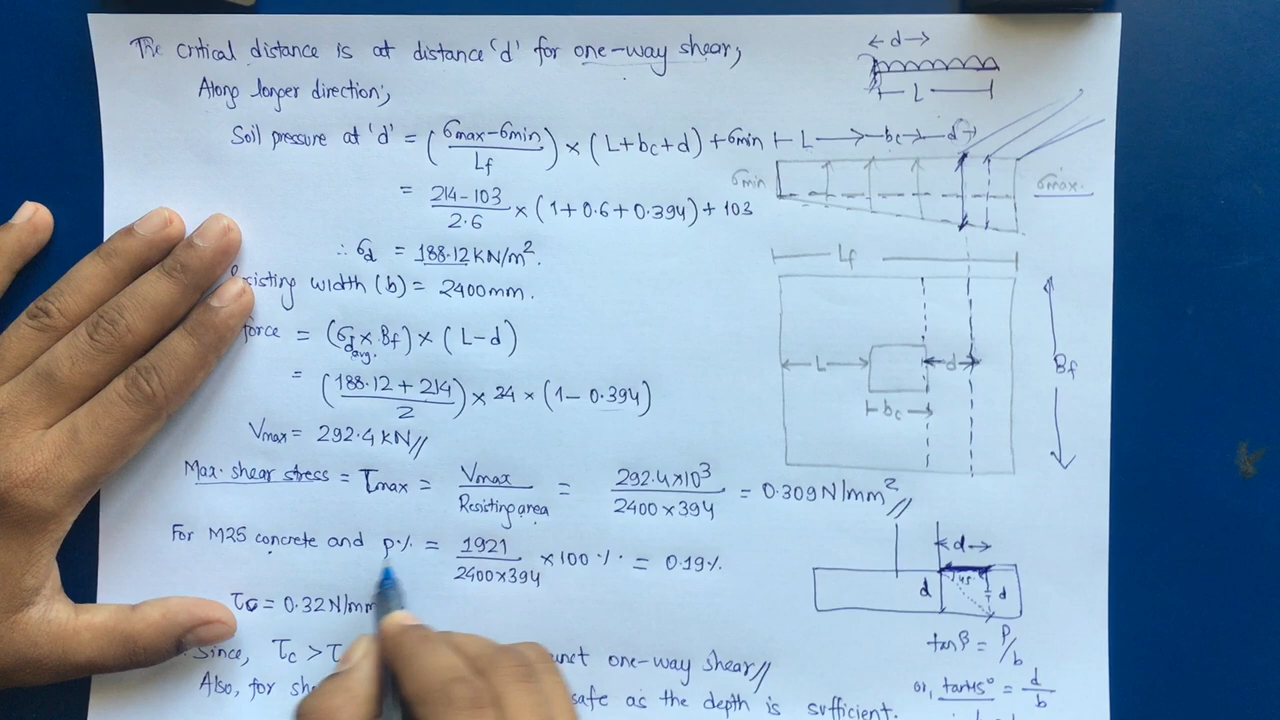 The critical distance is at distance 'd' for one-way shear,
Along longer direction;
Soil pressure at 'd' = (σmax-σmin / Lf) × (L+bc+d) + σmin
= 214-103 / 2.6 × (1+0.6+0.394) + 103
∴ σd = 188.12 KN/m².
width (b) = 2400mm.
force = (σd avg. × Bf) × (L-d)
= (188.12 + 214 / 2) × 24 × (1-0.394)
Vmax = 292.4 KN//
Max. shear stress = τmax = Vmax / Resisting area = 292.4×10³ / 2400×394 = 0.309 N/mm²//
For M25 concrete and p% = 1921 / 2400×394 ×100 % = 0.19%
τc = 0.32 N/mm
Since, τc > τ one-way shear//
Also, for safe as the depth is sufficient.
d
L
L bc d
σmin σmax.
Lf
L d Bf
bc
d
d 45° d
tanβ = P/b
or, tan45° = d/b